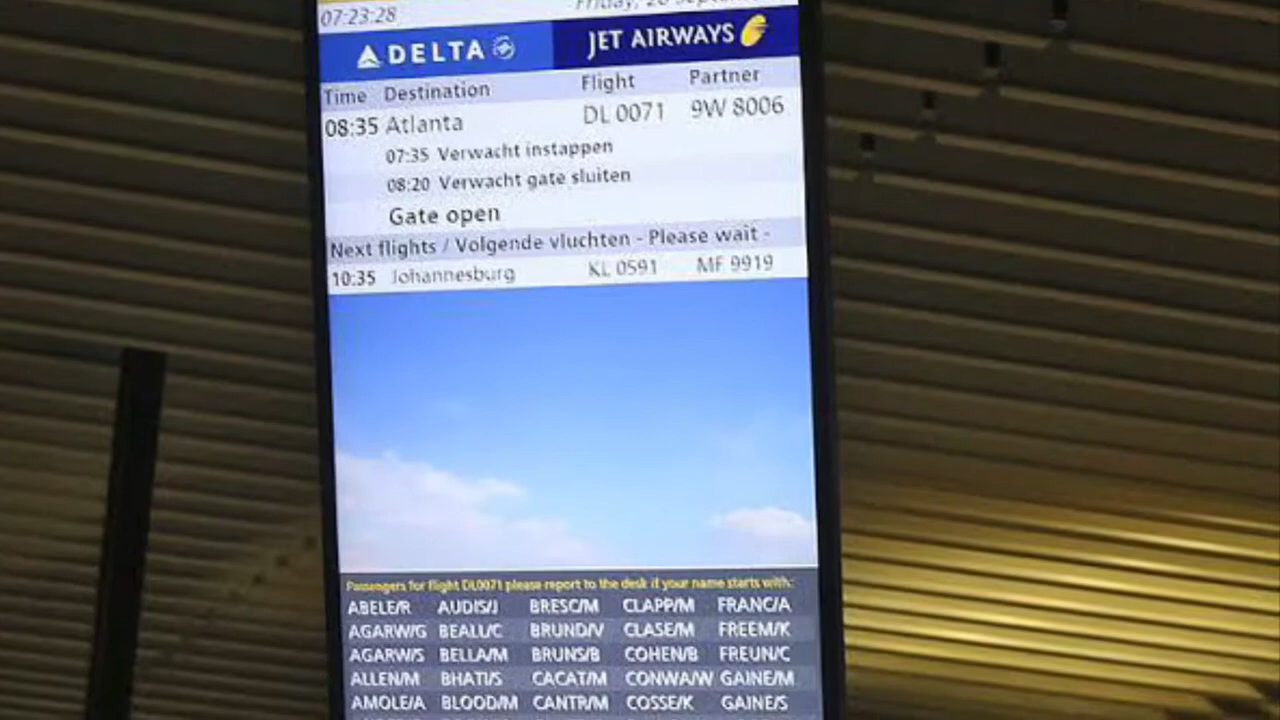 07:23:28 Friday, 20 September
DELTA JET AIRWAYS
Time Destination Flight Partner
08:35 Atlanta DL 0071 9W 8006
07:35 Verwacht instappen
08:20 Verwacht gate sluiten
Gate open
Next flights / Volgende vluchten - Please wait -
10:35 Johannesburg KL 0591 MF 9919
Passengers for flight DL0071 please report to the desk if your name starts with:
ABELE/R AUDIS/J BRESC/M CLAPP/M FRANC/A
AGARW/G BEALL/C BRUND/V CLASE/M FREEM/K
AGARW/S BELLA/M BRUNS/B COHEN/B FREUN/C
ALLEN/M BHATI/S CACAT/M CONWA/W GAINE/M
AMOLE/A BLOOD/M CANTR/M COSSE/K GAINE/S